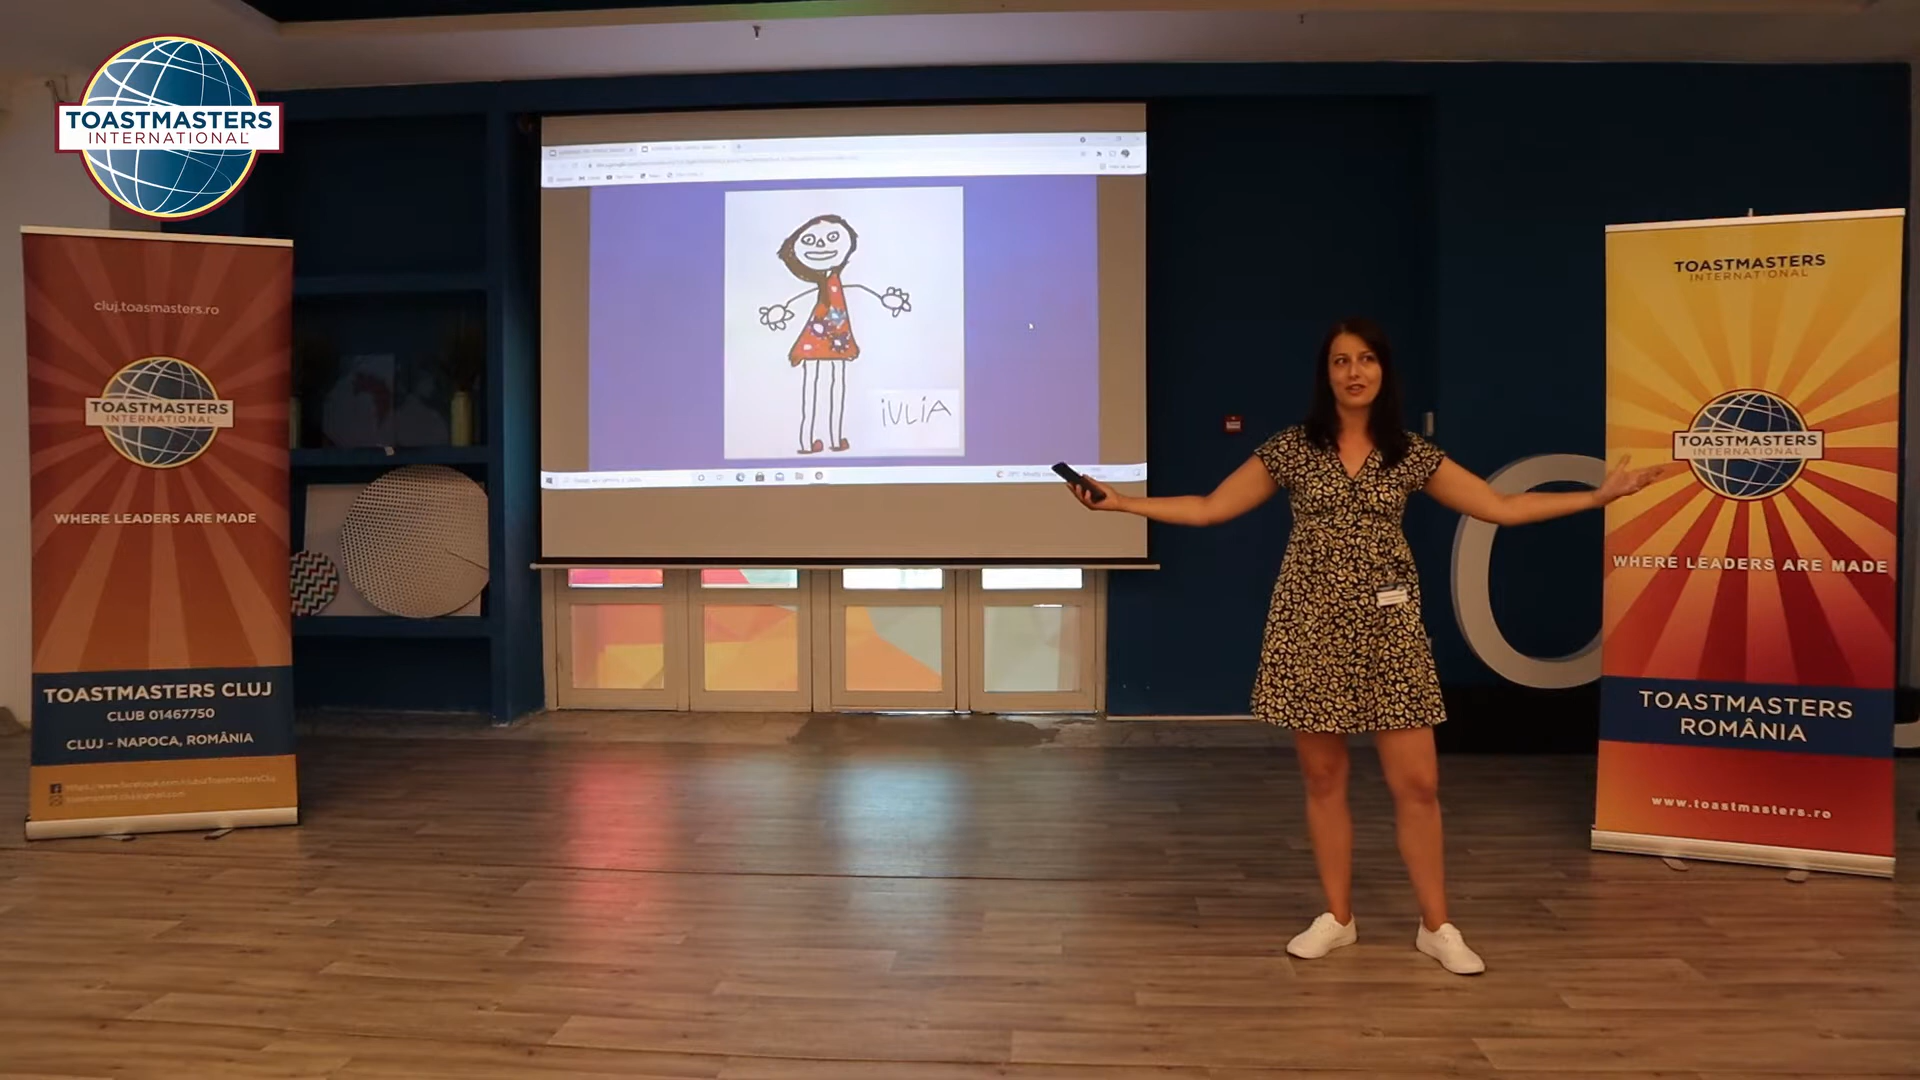 TOASTMASTERS
INTERNATIONAL
cluj.toasmasters.ro
TOASTMASTERS
INTERNATIONAL
WHERE LEADERS ARE MADE
TOASTMASTERS CLUJ
CLUB 01467750
CLUJ - NAPOCA, ROMÂNIA
iULiA
TOASTMASTERS
INTERNATIONAL
TOASTMASTERS
INTERNATIONAL
WHERE LEADERS ARE MADE
TOASTMASTERS
ROMÂNIA
www.toastmasters.ro